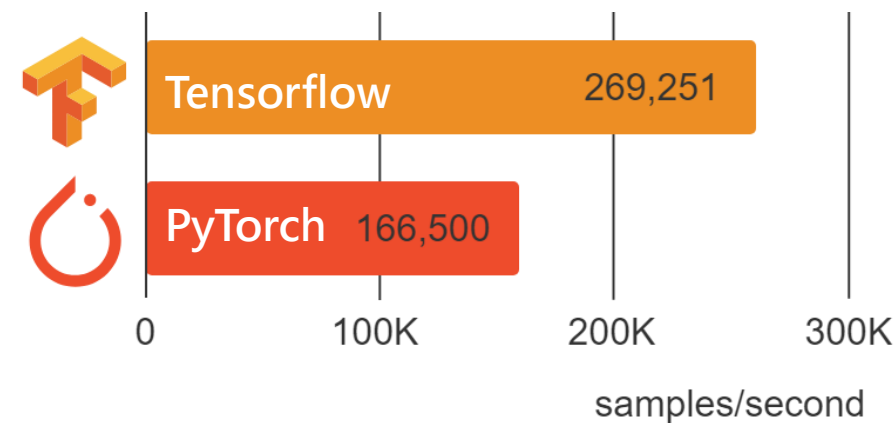 Tensorflow 269,251
PyTorch 166,500
0 100K 200K 300K
samples/second